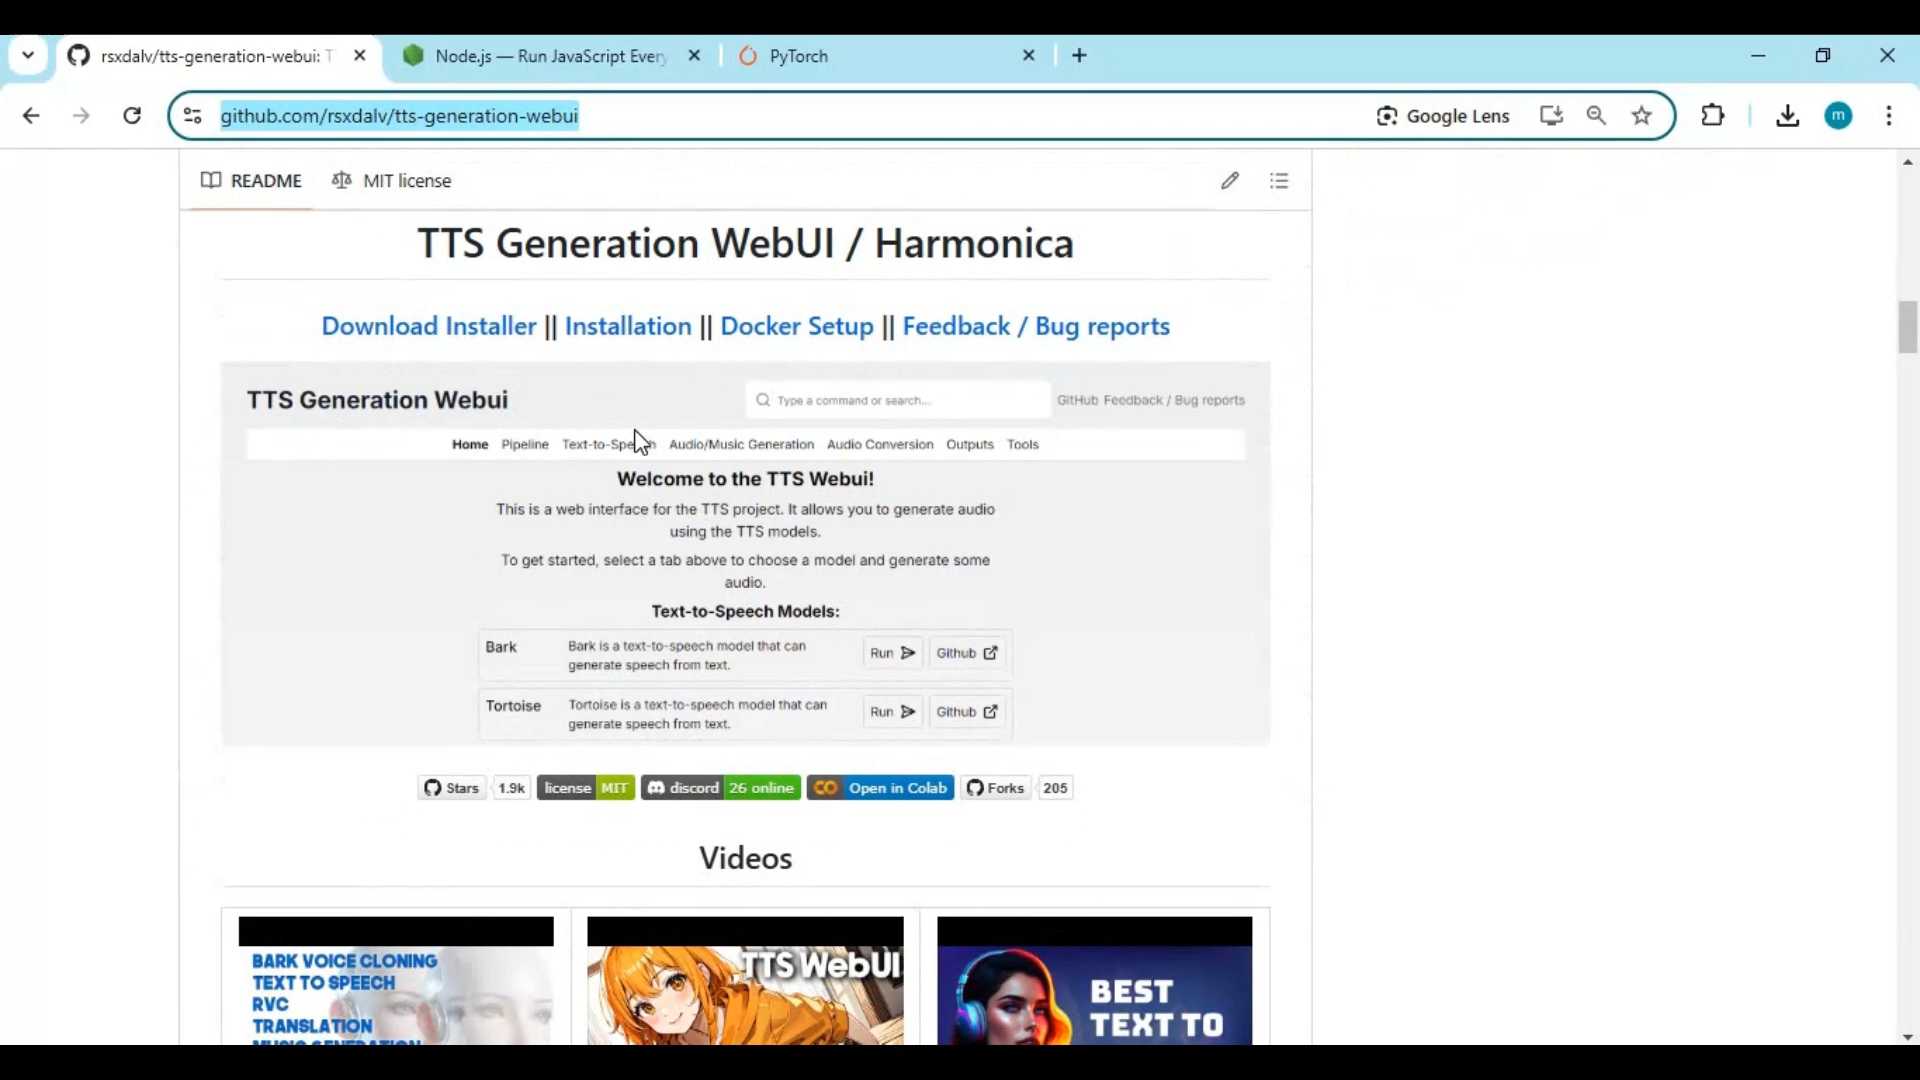 rsxdalv/tts-generation-webui: T
Node.js — Run JavaScript Every
PyTorch
github.com/rsxdalv/tts-generation-webui
Google Lens
m
README
MIT license
TTS Generation WebUI / Harmonica
Download Installer || Installation || Docker Setup || Feedback / Bug reports
TTS Generation Webui
Type a command or search...
GitHub Feedback / Bug reports
Home Pipeline Text-to-Speech Audio/Music Generation Audio Conversion Outputs Tools
Welcome to the TTS Webui!
This is a web interface for the TTS project. It allows you to generate audio
using the TTS models.
To get started, select a tab above to choose a model and generate some
audio.
Text-to-Speech Models:
Bark
Bark is a text-to-speech model that can
generate speech from text.
Run
Github
Tortoise
Tortoise is a text-to-speech model that can
generate speech from text.
Run
Github
Stars 1.9k license MIT discord 26 online Open in Colab Forks 205
Videos
BARK VOICE CLONING
TEXT TO SPEECH
RVC
TRANSLATION
MUSIC GENERATION
TTS WebUI
BEST
TEXT TO